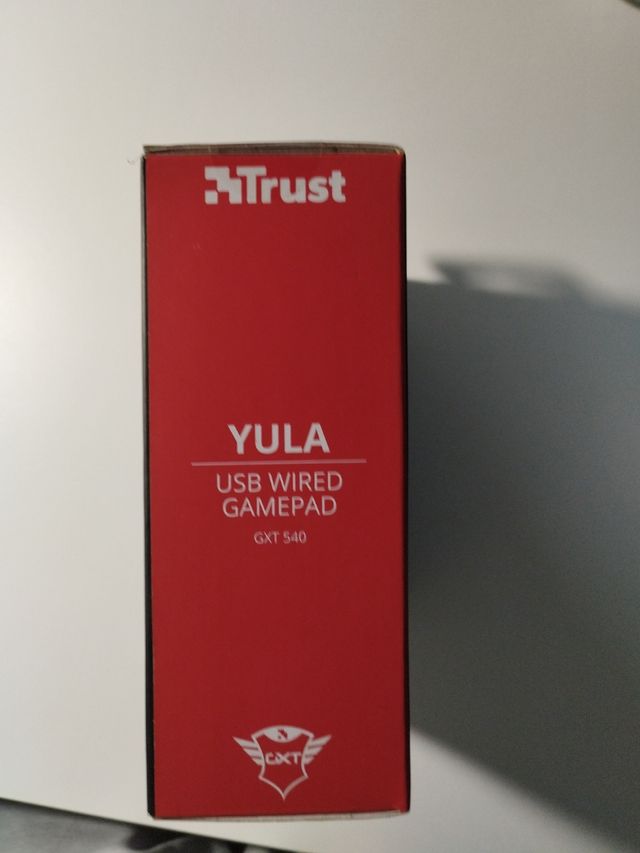 Trust
YULA
USB WIRED
GAMEPAD
GXT 540
GXT